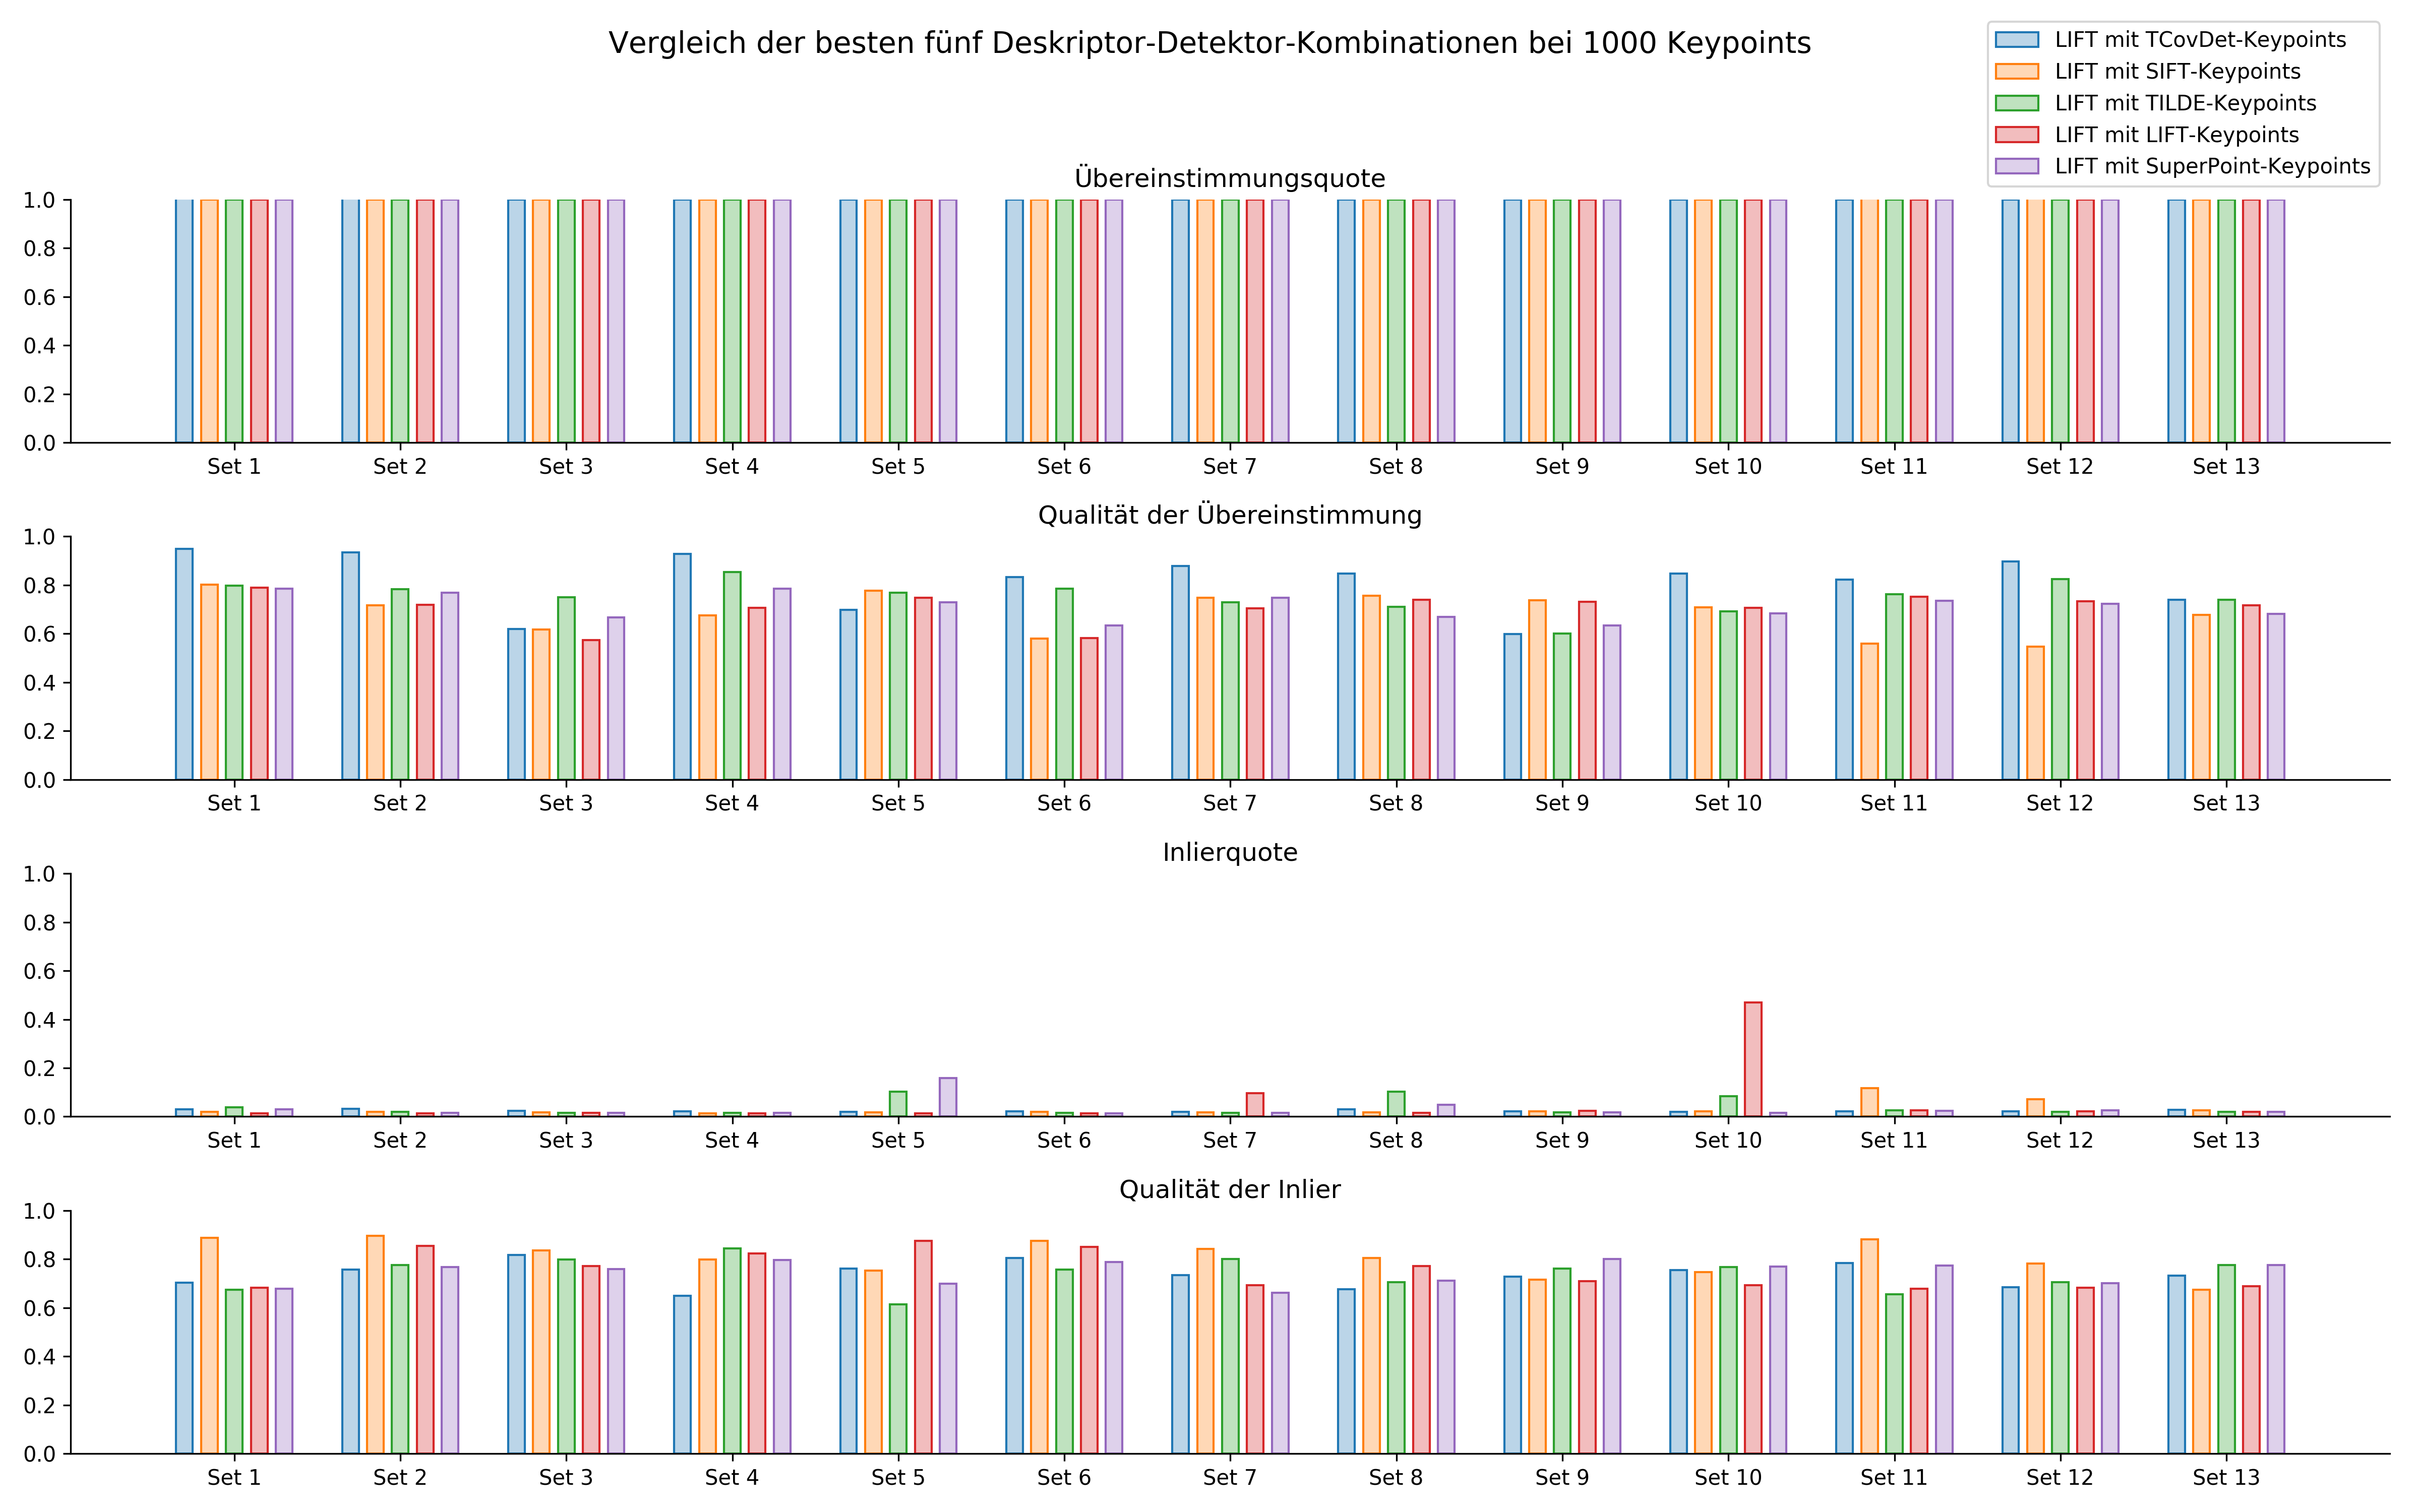 Vergleich der besten fünf Deskriptor-Detektor-Kombinationen bei 1000 Keypoints
LIFT mit TCovDet-Keypoints
LIFT mit SIFT-Keypoints
LIFT mit TILDE-Keypoints
LIFT mit LIFT-Keypoints
LIFT mit SuperPoint-Keypoints
Übereinstimmungsquote
1.0
0.8
0.6
0.4
0.2
0.0
Set 1 Set 2 Set 3 Set 4 Set 5 Set 6 Set 7 Set 8 Set 9 Set 10 Set 11 Set 12 Set 13
Qualität der Übereinstimmung
1.0
0.8
0.6
0.4
0.2
0.0
Set 1 Set 2 Set 3 Set 4 Set 5 Set 6 Set 7 Set 8 Set 9 Set 10 Set 11 Set 12 Set 13
Inlierquote
1.0
0.8
0.6
0.4
0.2
0.0
Set 1 Set 2 Set 3 Set 4 Set 5 Set 6 Set 7 Set 8 Set 9 Set 10 Set 11 Set 12 Set 13
Qualität der Inlier
1.0
0.8
0.6
0.4
0.2
0.0
Set 1 Set 2 Set 3 Set 4 Set 5 Set 6 Set 7 Set 8 Set 9 Set 10 Set 11 Set 12 Set 13